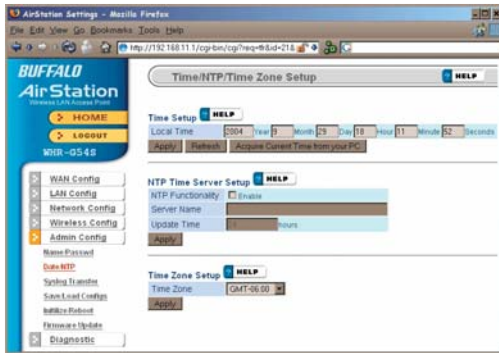 AirStation Settings - Mozilla Firefox
File Edit View Go Bookmarks Tools Help
http://192.168.11.1/cgi-bin/cgi?req=frk&id=21&
BUFFALO
AirStation
Wireless LAN Access Point
HOME
LOGOUT
WHR-G54S
WAN Config
LAN Config
Network Config
Wireless Config
Admin Config
Name/Passwd
Date/NTP
Syslog Transfer
Save/Load Configs
Initilize/Reboot
Firmware Update
Diagnostic
Time/NTP/Time Zone Setup
HELP
Time Setup HELP
Local Time 2004 Year 9 Month 29 Day 18 Hour 11 Minute 52 Seconds
Apply Refresh Acquire Current Time from your PC
NTP Time Server Setup HELP
NTP Functionality Enable
Server Name
Update Time hours
Apply
Time Zone Setup HELP
Time Zone GMT-06:00
Apply